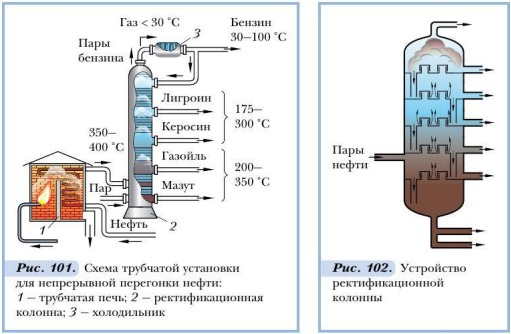 Газ < 30 °C
Бензин
30—100 °C
3
Пары
бензина
Лигроин
175—
300 °C
Керосин
350—
400 °C
Газойль
200—
350 °C
Пар
Мазут
Нефть
1
2
Рис. 101. Схема трубчатой установки
для непрерывной перегонки нефти:
1 — трубчатая печь; 2 — ректификационная
колонна; 3 — холодильник
Пары
нефти
Рис. 102. Устройство
ректификационной
колонны